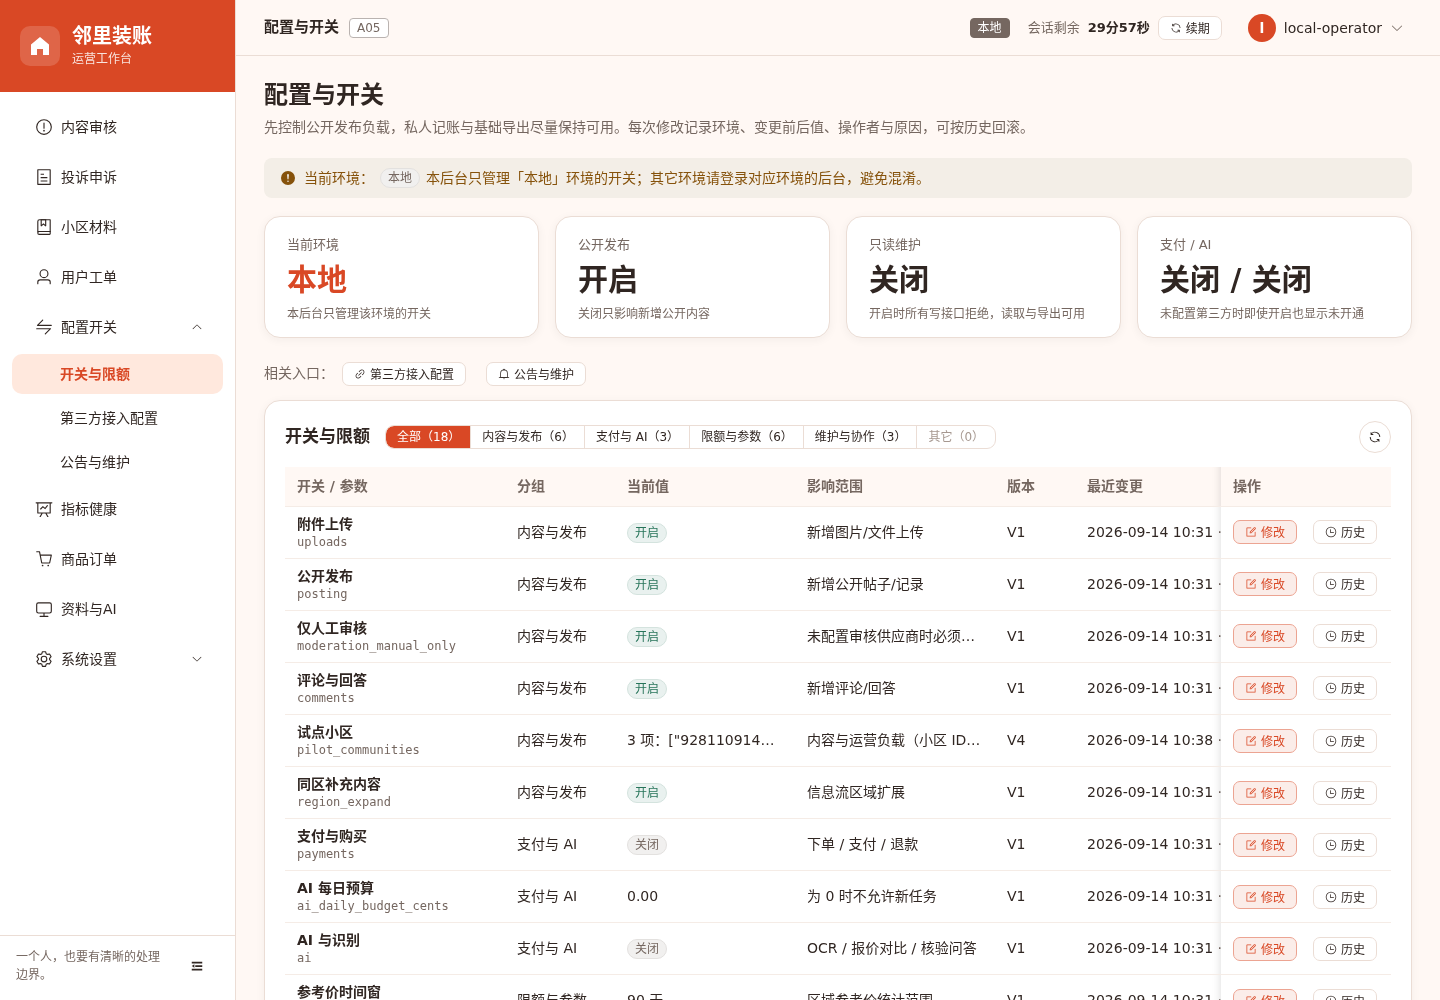 邻里装账
运营工作台
内容审核
投诉申诉
小区材料
用户工单
配置开关
开关与限额
第三方接入配置
公告与维护
指标健康
商品订单
资料与AI
系统设置
一个人，也要有清晰的处理
边界。
配置与开关 A05
本地 会话剩余 29分57秒 续期 l local-operator
配置与开关
先控制公开发布负载，私人记账与基础导出尽量保持可用。每次修改记录环境、变更前后值、操作者与原因，可按历史回滚。
当前环境： 本地 本后台只管理「本地」环境的开关；其它环境请登录对应环境的后台，避免混淆。
当前环境
本地
本后台只管理该环境的开关
公开发布
开启
关闭只影响新增公开内容
只读维护
关闭
开启时所有写接口拒绝，读取与导出可用
支付 / AI
关闭 / 关闭
未配置第三方时即使开启也显示未开通
相关入口： 第三方接入配置 公告与维护
开关与限额 全部（18） 内容与发布（6） 支付与 AI（3） 限额与参数（6） 维护与协作（3） 其它（0）
开关 / 参数 分组 当前值 影响范围 版本 最近变更 操作
附件上传 内容与发布 开启 新增图片/文件上传 V1 2026-09-14 10:31 · 修改 历史
uploads
公开发布 内容与发布 开启 新增公开帖子/记录 V1 2026-09-14 10:31 · 修改 历史
posting
仅人工审核 内容与发布 开启 未配置审核供应商时必须… V1 2026-09-14 10:31 · 修改 历史
moderation_manual_only
评论与回答 内容与发布 开启 新增评论/回答 V1 2026-09-14 10:31 · 修改 历史
comments
试点小区 内容与发布 3 项：["928110914… 内容与运营负载（小区 ID… V4 2026-09-14 10:38 · 修改 历史
pilot_communities
同区补充内容 内容与发布 开启 信息流区域扩展 V1 2026-09-14 10:31 · 修改 历史
region_expand
支付与购买 支付与 AI 关闭 下单 / 支付 / 退款 V1 2026-09-14 10:31 · 修改 历史
payments
AI 每日预算 支付与 AI 0.00 为 0 时不允许新任务 V1 2026-09-14 10:31 · 修改 历史
ai_daily_budget_cents
AI 与识别 支付与 AI 关闭 OCR / 报价对比 / 核验问答 V1 2026-09-14 10:31 · 修改 历史
ai
参考价时间窗 限额与参数 90 天 区域参考价统计范围 V1 2026-09-14 10:31 · 修改 历史